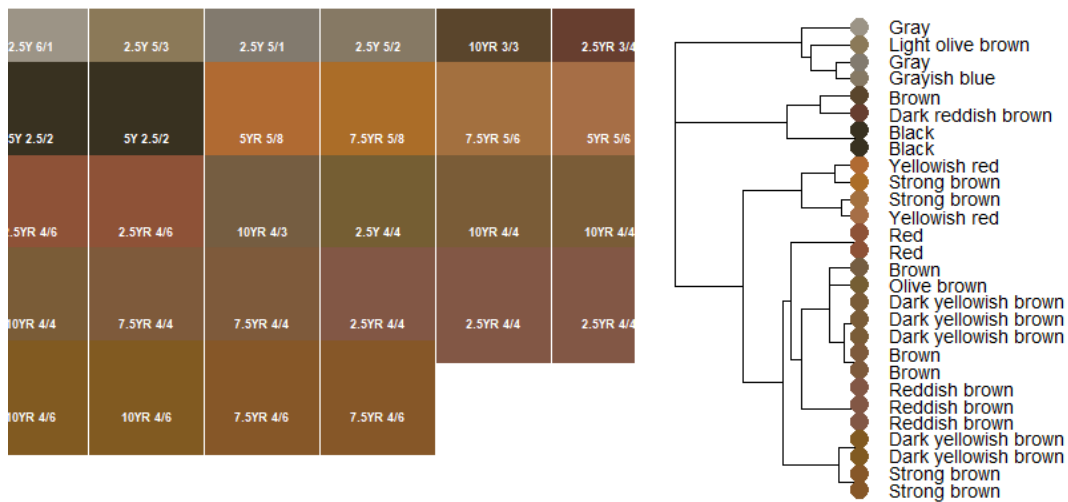 2.5Y 6/1 2.5Y 5/3 2.5Y 5/1 2.5Y 5/2 10YR 3/3 2.5YR 3/4
5Y 2.5/2 5Y 2.5/2 5YR 5/8 7.5YR 5/8 7.5YR 5/6 5YR 5/6
2.5YR 4/6 2.5YR 4/6 10YR 4/3 2.5Y 4/4 10YR 4/4 10YR 4/4
10YR 4/4 7.5YR 4/4 7.5YR 4/4 2.5YR 4/4 2.5YR 4/4 2.5YR 4/4
10YR 4/6 10YR 4/6 7.5YR 4/6 7.5YR 4/6
Gray
Light olive brown
Gray
Grayish blue
Brown
Dark reddish brown
Black
Black
Yellowish red
Strong brown
Strong brown
Yellowish red
Red
Red
Brown
Olive brown
Dark yellowish brown
Dark yellowish brown
Dark yellowish brown
Brown
Brown
Reddish brown
Reddish brown
Reddish brown
Dark yellowish brown
Dark yellowish brown
Strong brown
Strong brown